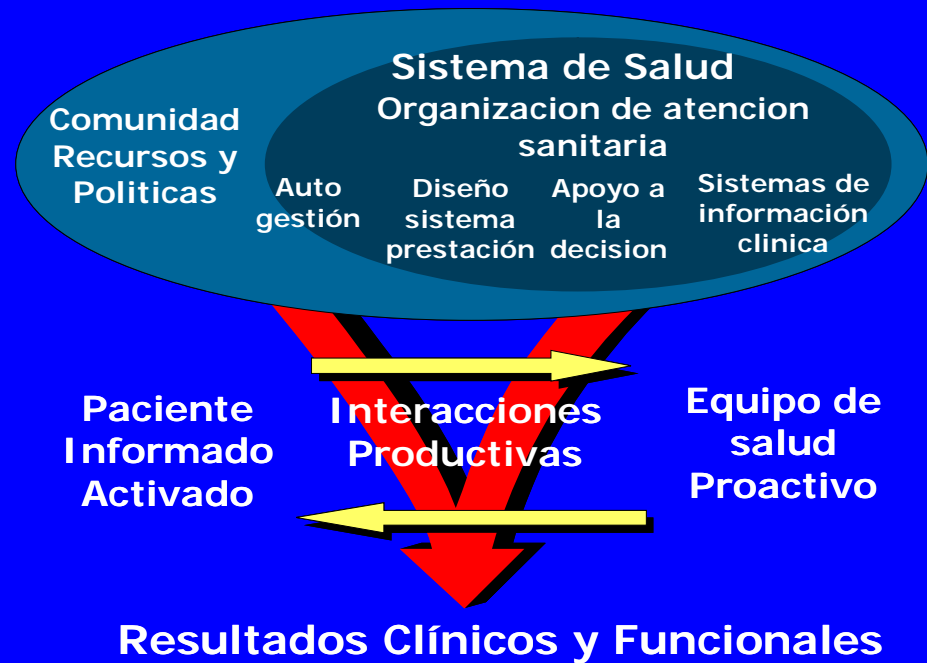 Sistema de Salud
Organizacion de atencion
sanitaria
Comunidad
Recursos y
Politicas
Auto
gestión
Diseño
sistema
prestación
Apoyo a
la
decision
Sistemas de
información
clinica
Paciente
Informado
Activado
Interacciones
Productivas
Equipo de
salud
Proactivo
Resultados Clínicos y Funcionales